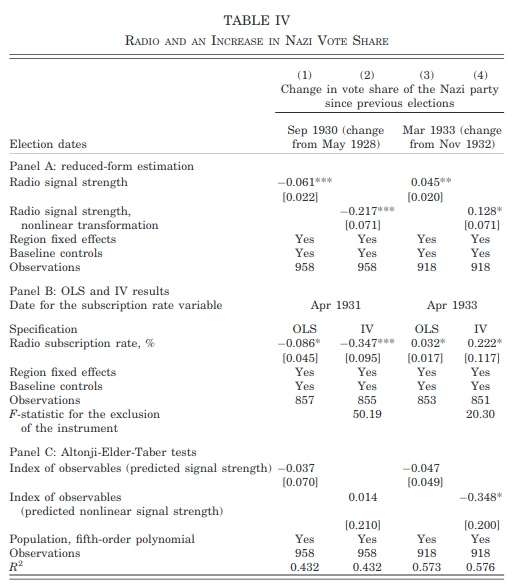 TABLE IV
RADIO AND AN INCREASE IN NAZI VOTE SHARE
(1) (2) (3) (4)
Change in vote share of the Nazi party
since previous elections
Sep 1930 (change Mar 1933 (change
Election dates from May 1928) from Nov 1932)
Panel A: reduced-form estimation
Radio signal strength −0.061*** 0.045**
[0.022] [0.020]
Radio signal strength, −0.217*** 0.128*
nonlinear transformation [0.071] [0.071]
Region fixed effects Yes Yes Yes Yes
Baseline controls Yes Yes Yes Yes
Observations 958 958 918 918
Panel B: OLS and IV results
Date for the subscription rate variable Apr 1931 Apr 1933
Specification OLS IV OLS IV
Radio subscription rate, % −0.086* −0.347*** 0.032* 0.222*
[0.045] [0.095] [0.017] [0.117]
Region fixed effects Yes Yes Yes Yes
Baseline controls Yes Yes Yes Yes
Observations 857 855 853 851
F-statistic for the exclusion 50.19 20.30
of the instrument
Panel C: Altonji-Elder-Taber tests
Index of observables (predicted signal strength) −0.037 −0.047
[0.070] [0.049]
Index of observables 0.014 −0.348*
(predicted nonlinear signal strength)
[0.210] [0.200]
Population, fifth-order polynomial Yes Yes Yes Yes
Observations 958 958 918 918
R² 0.432 0.432 0.573 0.576